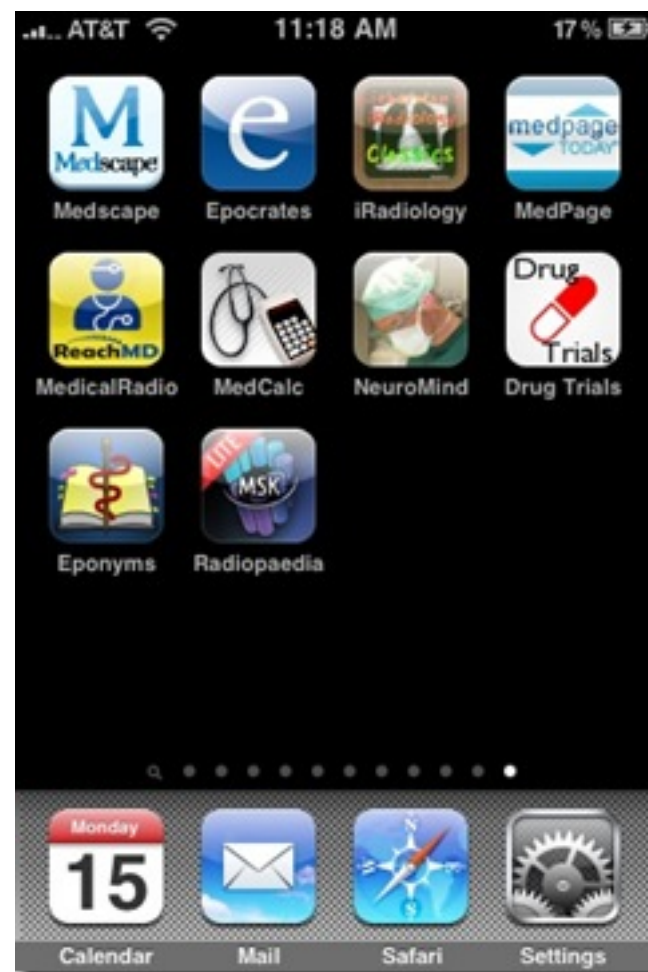 AT&T 11:18 AM 17%
M
Medscape
Medscape
e
Epocrates
iRadiology
Classics
iRadiology
medpage
TODAY
MedPage
ReachMD
MedicalRadio
MedCalc
NeuroMind
Drug
Trials
Drug Trials
Eponyms
LITE
MSK
Radiopaedia
Monday
15
Calendar
Mail
N
S
Safari
Settings